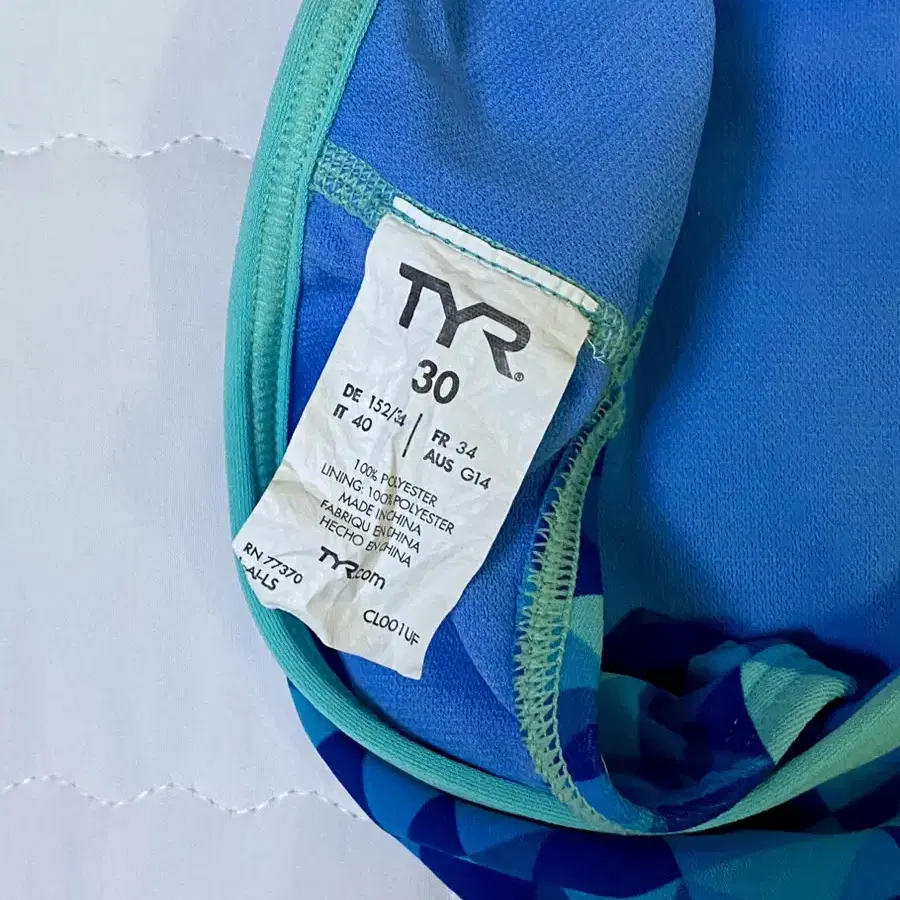 TYR®
30
DE 152/34 FR 34
IT 40 AUS G14
100% POLYESTER
LINING: 100% POLYESTER
MADE IN CHINA
FABRIQU EN CHINA
HECHO EN CHINA
TYR.com
RN 77370
CL001UF